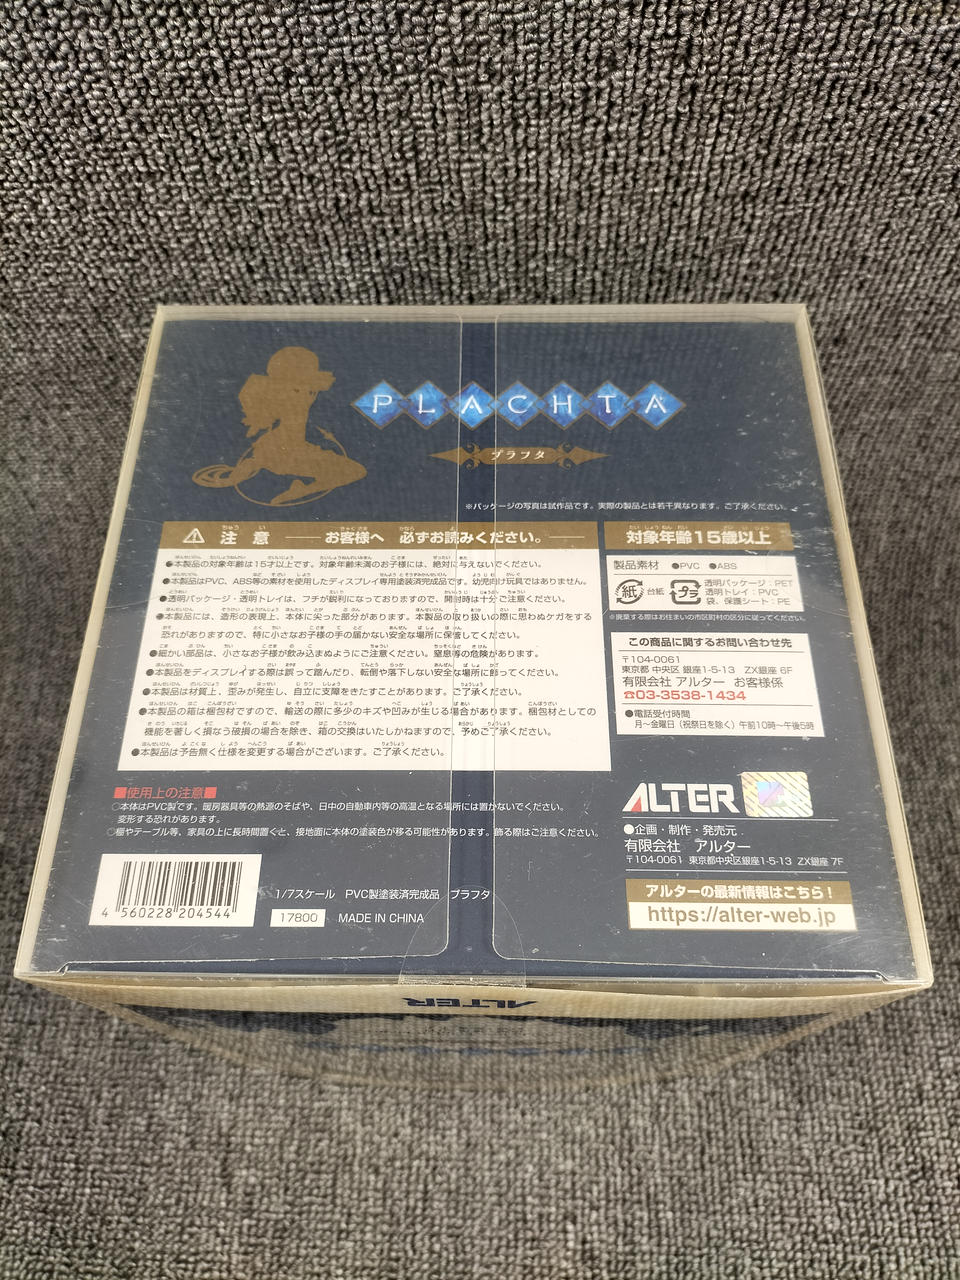 PLACHTA
プラフタ
※パッケージの写真は試作品です。実際の製品とは若干異なります。ご了承ください。
注意 お客様へ 必ずお読みください。
●本製品の対象年齢は15才以上です。対象年齢未満のお子様には、絶対に与えないでください。
●本製品はPVC、ABS等の素材を使用したディスプレイ専用塗装済完成品です。幼児向け玩具ではありません。
●透明パッケージ・透明トレイは、フチが鋭利になっておりますので、開封時は十分ご注意ください。
●本製品には、造形の表現上、本体に尖った部分があります。本製品の取り扱いの際に思わぬケガをする
恐れがありますので、特に小さなお子様の手の届かない安全な場所に保管してください。
●細かい部品は、小さなお子様が飲み込まぬようにご注意ください。窒息等の危険があります。
●本製品をディスプレイする際は誤って踏んだり、転倒や落下しない安全な場所に飾ってください。
●本製品は材質上、歪みが発生し、自立に支障をきたすことがあります。ご了承ください。
●本製品の箱は梱包材ですので、輸送の際に多少のキズや凹みが生じる場合があります。梱包材としての
機能を著しく損なう破損の場合を除き、箱の交換はいたしかねますので、予めご了承ください。
●本製品は予告無く仕様を変更する場合がございます。ご了承ください。
対象年齢15歳以上
製品素材 ●PVC ●ABS
紙 台紙 プラ 透明パッケージ：PET
透明トレイ：PVC
袋、保護シート：PE
※廃棄する際はお住まいの市区町村の区分に従ってください。
この商品に関するお問い合わせ先
〒104-0061
東京都 中央区 銀座1-5-13 ZX銀座 6F
有限会社 アルター お客様係
☎03-3538-1434
●電話受付時間
月〜金曜日（祝祭日を除く）午前10時〜午後5時
■使用上の注意■
○本体はPVC製です。暖房器具等の熱源のそばや、日中の自動車内等の高温となる場所には置かないでください。
変形する恐れがあります。
○棚やテーブル等、家具の上に長時間置ぐと、接地面に本体の塗装色が移る可能性があります。飾る際はご注意ください。
ALTER
●企画・制作・発売元
有限会社 アルター
〒104-0061 東京都中央区銀座1-5-13 ZX銀座 7F
アルターの最新情報はこちら！
https://alter-web.jp
4 560228 204544
1/7スケール PVC製塗装済完成品 プラフタ
17800 MADE IN CHINA
ALTER